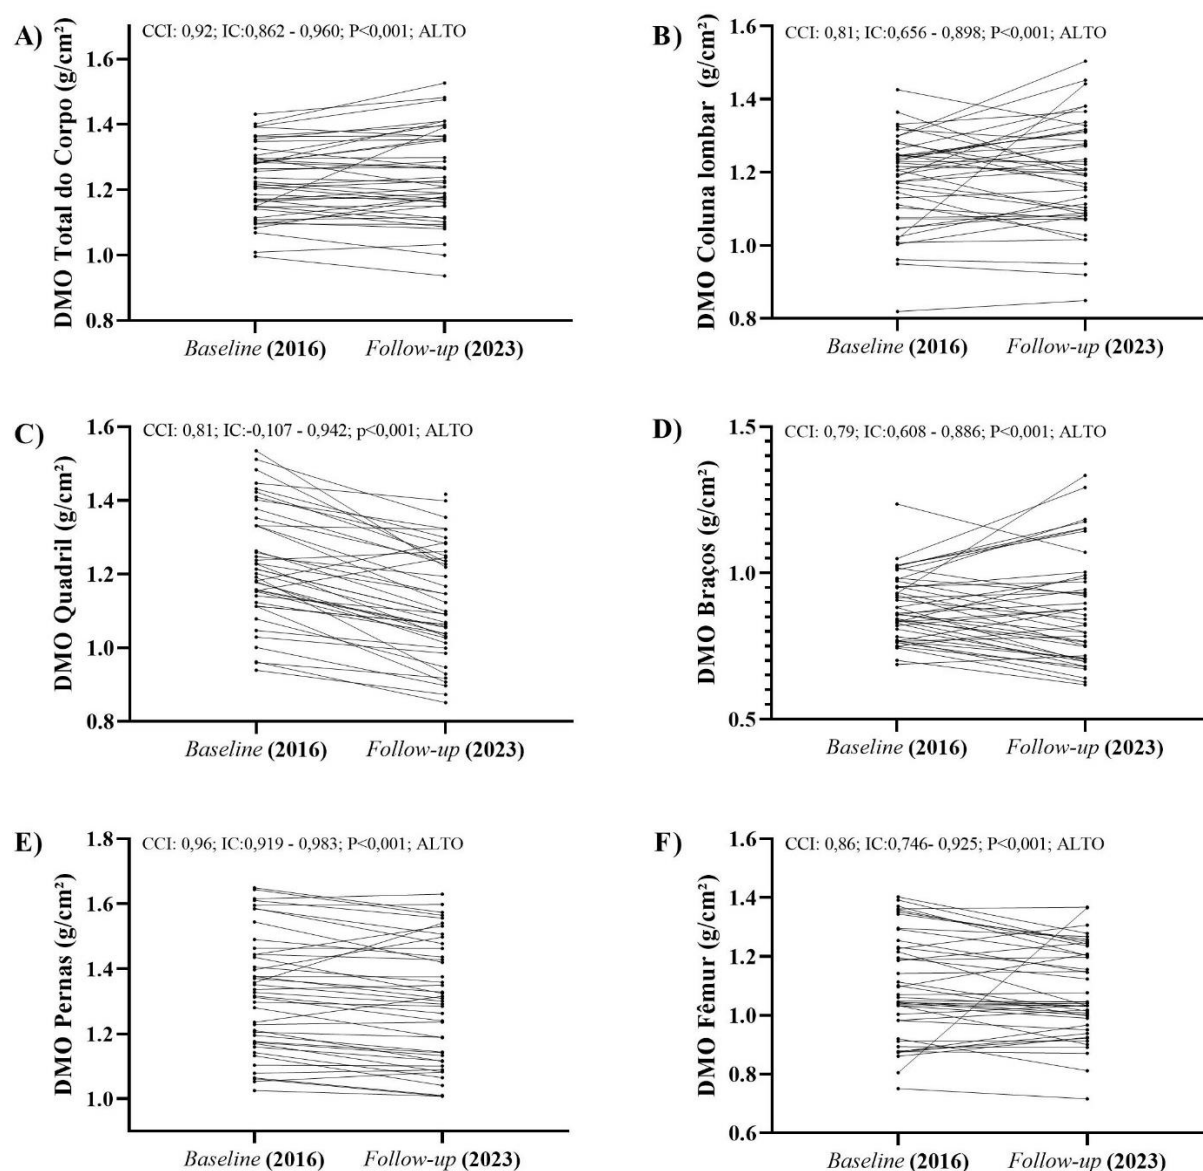 A)
CCI: 0,92; IC:0,862 - 0,960; P<0,001; ALTO
DMO Total do Corpo (g/cm²)
1.6
1.4
1.2
1.0
0.8
Baseline (2016)
Follow-up (2023)
B)
CCI: 0,81; IC:0,656 - 0,898; P<0,001; ALTO
DMO Coluna lombar (g/cm²)
1.6
1.4
1.2
1.0
0.8
Baseline (2016)
Follow-up (2023)
C)
CCI: 0,81; IC:-0,107 - 0,942; p<0,001; ALTO
DMO Quadril (g/cm²)
1.6
1.4
1.2
1.0
0.8
Baseline (2016)
Follow-up (2023)
D)
CCI: 0,79; IC:0,608 - 0,886; P<0,001; ALTO
DMO Braços (g/cm²)
1.5
1.0
0.5
Baseline (2016)
Follow-up (2023)
E)
CCI: 0,96; IC:0,919 - 0,983; P<0,001; ALTO
DMO Pernas (g/cm²)
1.8
1.6
1.4
1.2
1.0
Baseline (2016)
Follow-up (2023)
F)
CCI: 0,86; IC:0,746- 0,925; P<0,001; ALTO
DMO Fêmur (g/cm²)
1.6
1.4
1.2
1.0
0.8
0.6
Baseline (2016)
Follow-up (2023)